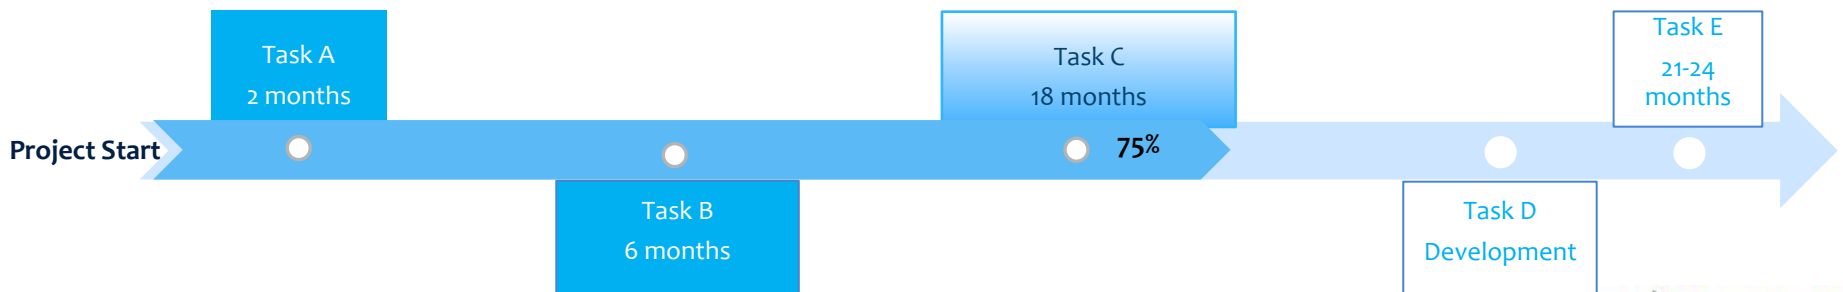 Task A
2 months
Task C
18 months
Task E
21-24
months
Project Start
75%
Task B
6 months
Task D
Development